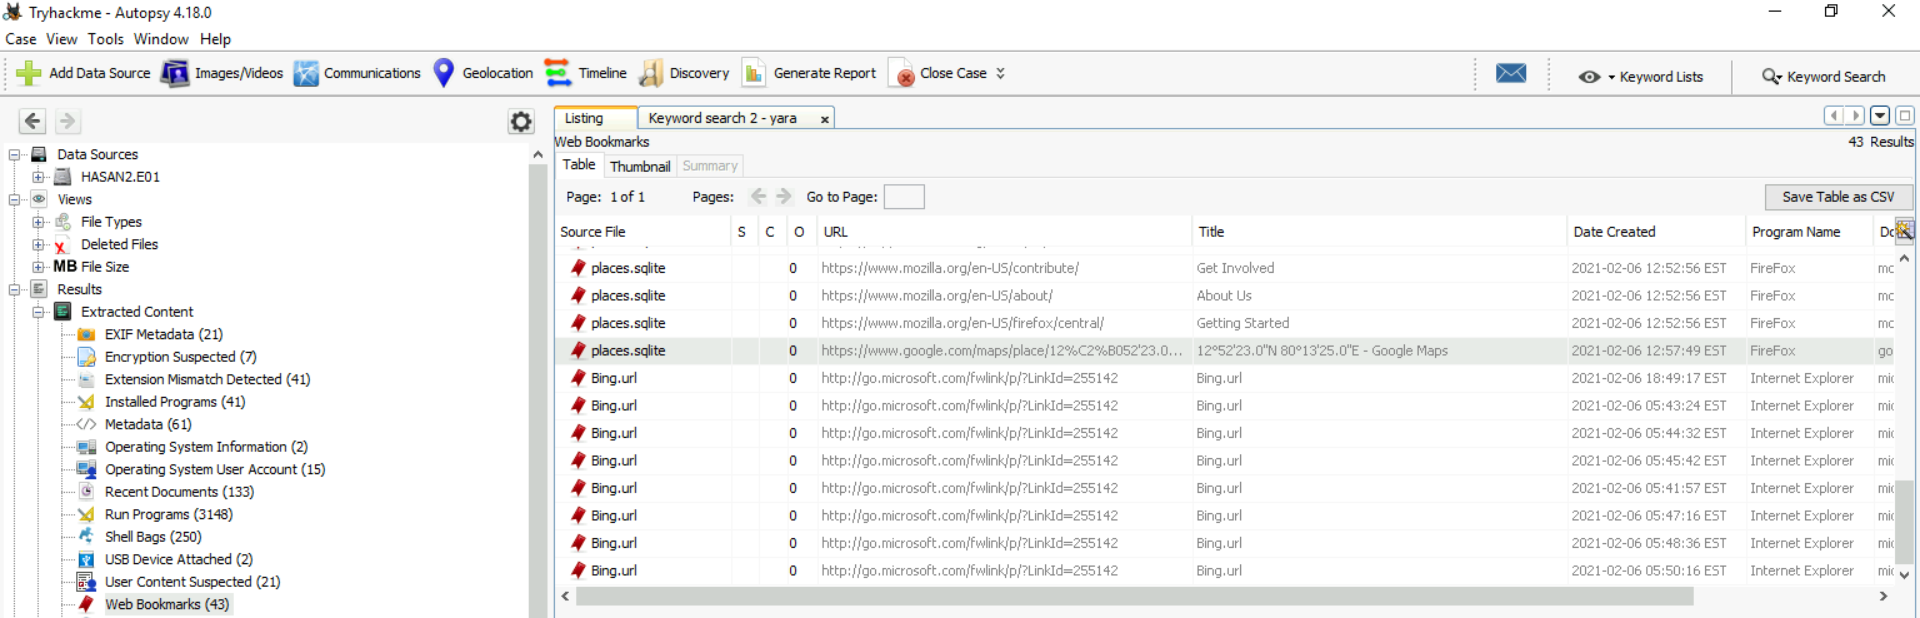 Tryhackme - Autopsy 4.18.0
Case View Tools Window Help
Add Data Source Images/Videos Communications Geolocation Timeline Discovery Generate Report Close Case Keyword Lists Keyword Search
Listing Keyword search 2 - yara x
Web Bookmarks 43 Results
Table Thumbnail Summary
Page: 1 of 1 Pages: Go to Page: Save Table as CSV
Source File S C O URL Title Date Created Program Name Do
places.sqlite 0 https://www.mozilla.org/en-US/contribute/ Get Involved 2021-02-06 12:52:56 EST FireFox mo
places.sqlite 0 https://www.mozilla.org/en-US/about/ About Us 2021-02-06 12:52:56 EST FireFox mo
places.sqlite 0 https://www.mozilla.org/en-US/firefox/central/ Getting Started 2021-02-06 12:52:56 EST FireFox mo
places.sqlite 0 https://www.google.com/maps/place/12%C2%B052'23.0... 12°52'23.0"N 80°13'25.0"E - Google Maps 2021-02-06 12:57:49 EST FireFox go
Bing.url 0 http://go.microsoft.com/fwlink/p/?LinkId=255142 Bing.url 2021-02-06 18:49:17 EST Internet Explorer mic
Bing.url 0 http://go.microsoft.com/fwlink/p/?LinkId=255142 Bing.url 2021-02-06 05:43:24 EST Internet Explorer mic
Bing.url 0 http://go.microsoft.com/fwlink/p/?LinkId=255142 Bing.url 2021-02-06 05:44:32 EST Internet Explorer mic
Bing.url 0 http://go.microsoft.com/fwlink/p/?LinkId=255142 Bing.url 2021-02-06 05:45:42 EST Internet Explorer mic
Bing.url 0 http://go.microsoft.com/fwlink/p/?LinkId=255142 Bing.url 2021-02-06 05:41:57 EST Internet Explorer mic
Bing.url 0 http://go.microsoft.com/fwlink/p/?LinkId=255142 Bing.url 2021-02-06 05:47:16 EST Internet Explorer mic
Bing.url 0 http://go.microsoft.com/fwlink/p/?LinkId=255142 Bing.url 2021-02-06 05:48:36 EST Internet Explorer mic
Bing.url 0 http://go.microsoft.com/fwlink/p/?LinkId=255142 Bing.url 2021-02-06 05:50:16 EST Internet Explorer mic
Data Sources
HASAN2.E01
Views
File Types
Deleted Files
MB File Size
Results
Extracted Content
EXIF Metadata (21)
Encryption Suspected (7)
Extension Mismatch Detected (41)
Installed Programs (41)
Metadata (61)
Operating System Information (2)
Operating System User Account (15)
Recent Documents (133)
Run Programs (3148)
Shell Bags (250)
USB Device Attached (2)
User Content Suspected (21)
Web Bookmarks (43)